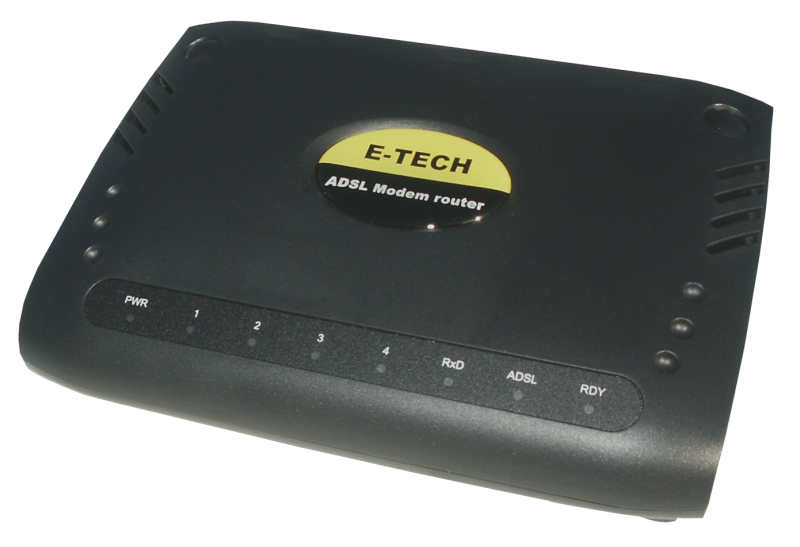 E-TECH
ADSL Modem router
PWR 1 2 3 4 RxD ADSL RDY